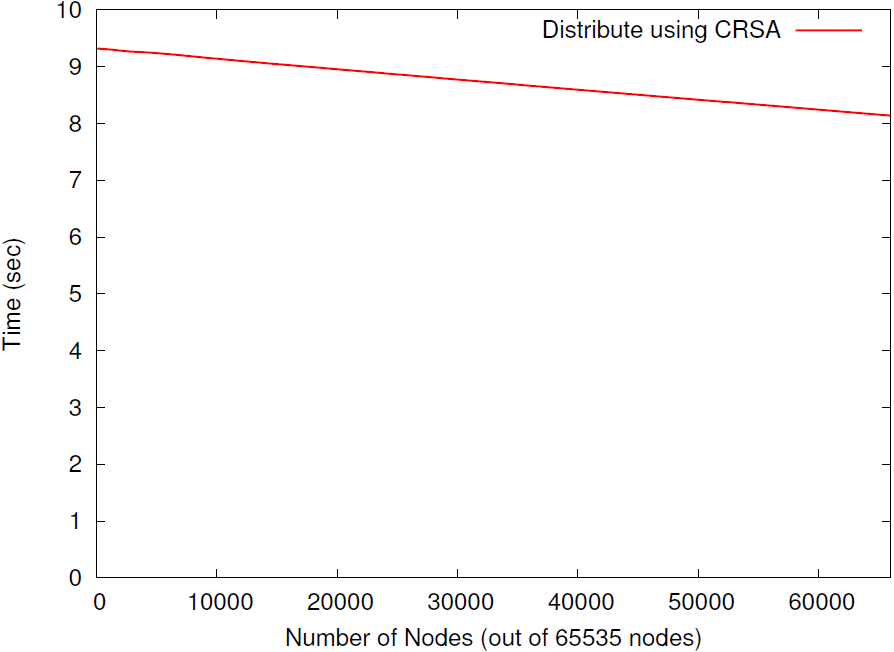 10
Distribute using CRSA
9
8
7
6
5
4
3
2
1
0
Time (sec)
0 10000 20000 30000 40000 50000 60000
Number of Nodes (out of 65535 nodes)